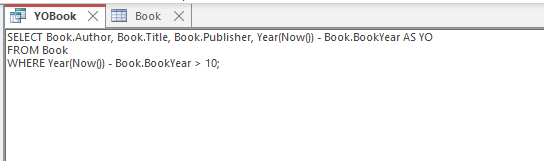 YOBook
Book
SELECT Book.Author, Book.Title, Book.Publisher, Year(Now()) - Book.BookYear AS YO
FROM Book
WHERE Year(Now()) - Book.BookYear > 10;